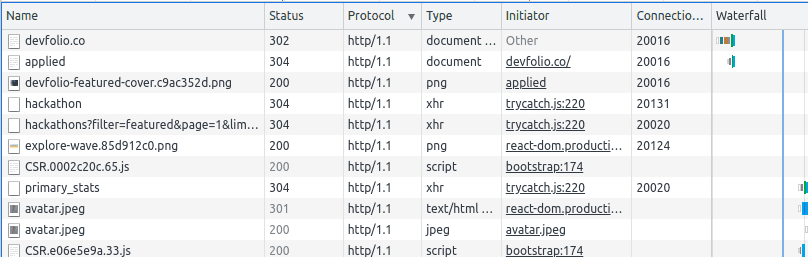 Name Status Protocol ▼ Type Initiator Connectio... Waterfall
devfolio.co 302 http/1.1 document ... Other 20016
applied 304 http/1.1 document devfolio.co/ 20016
devfolio-featured-cover.c9ac352d.png 200 http/1.1 png applied 20016
hackathon 304 http/1.1 xhr trycatch.js:220 20131
hackathons?filter=featured&page=1&lim... 304 http/1.1 xhr trycatch.js:220 20020
explore-wave.85d912c0.png 200 http/1.1 png react-dom.producti... 20124
CSR.0002c20c.65.js 200 http/1.1 script bootstrap:174
primary_stats 304 http/1.1 xhr trycatch.js:220 20020
avatar.jpeg 301 http/1.1 text/html ... react-dom.producti...
avatar.jpeg 200 http/1.1 jpeg avatar.jpeg
CSR.e06e5e9a.33.js 200 http/1.1 script bootstrap:174